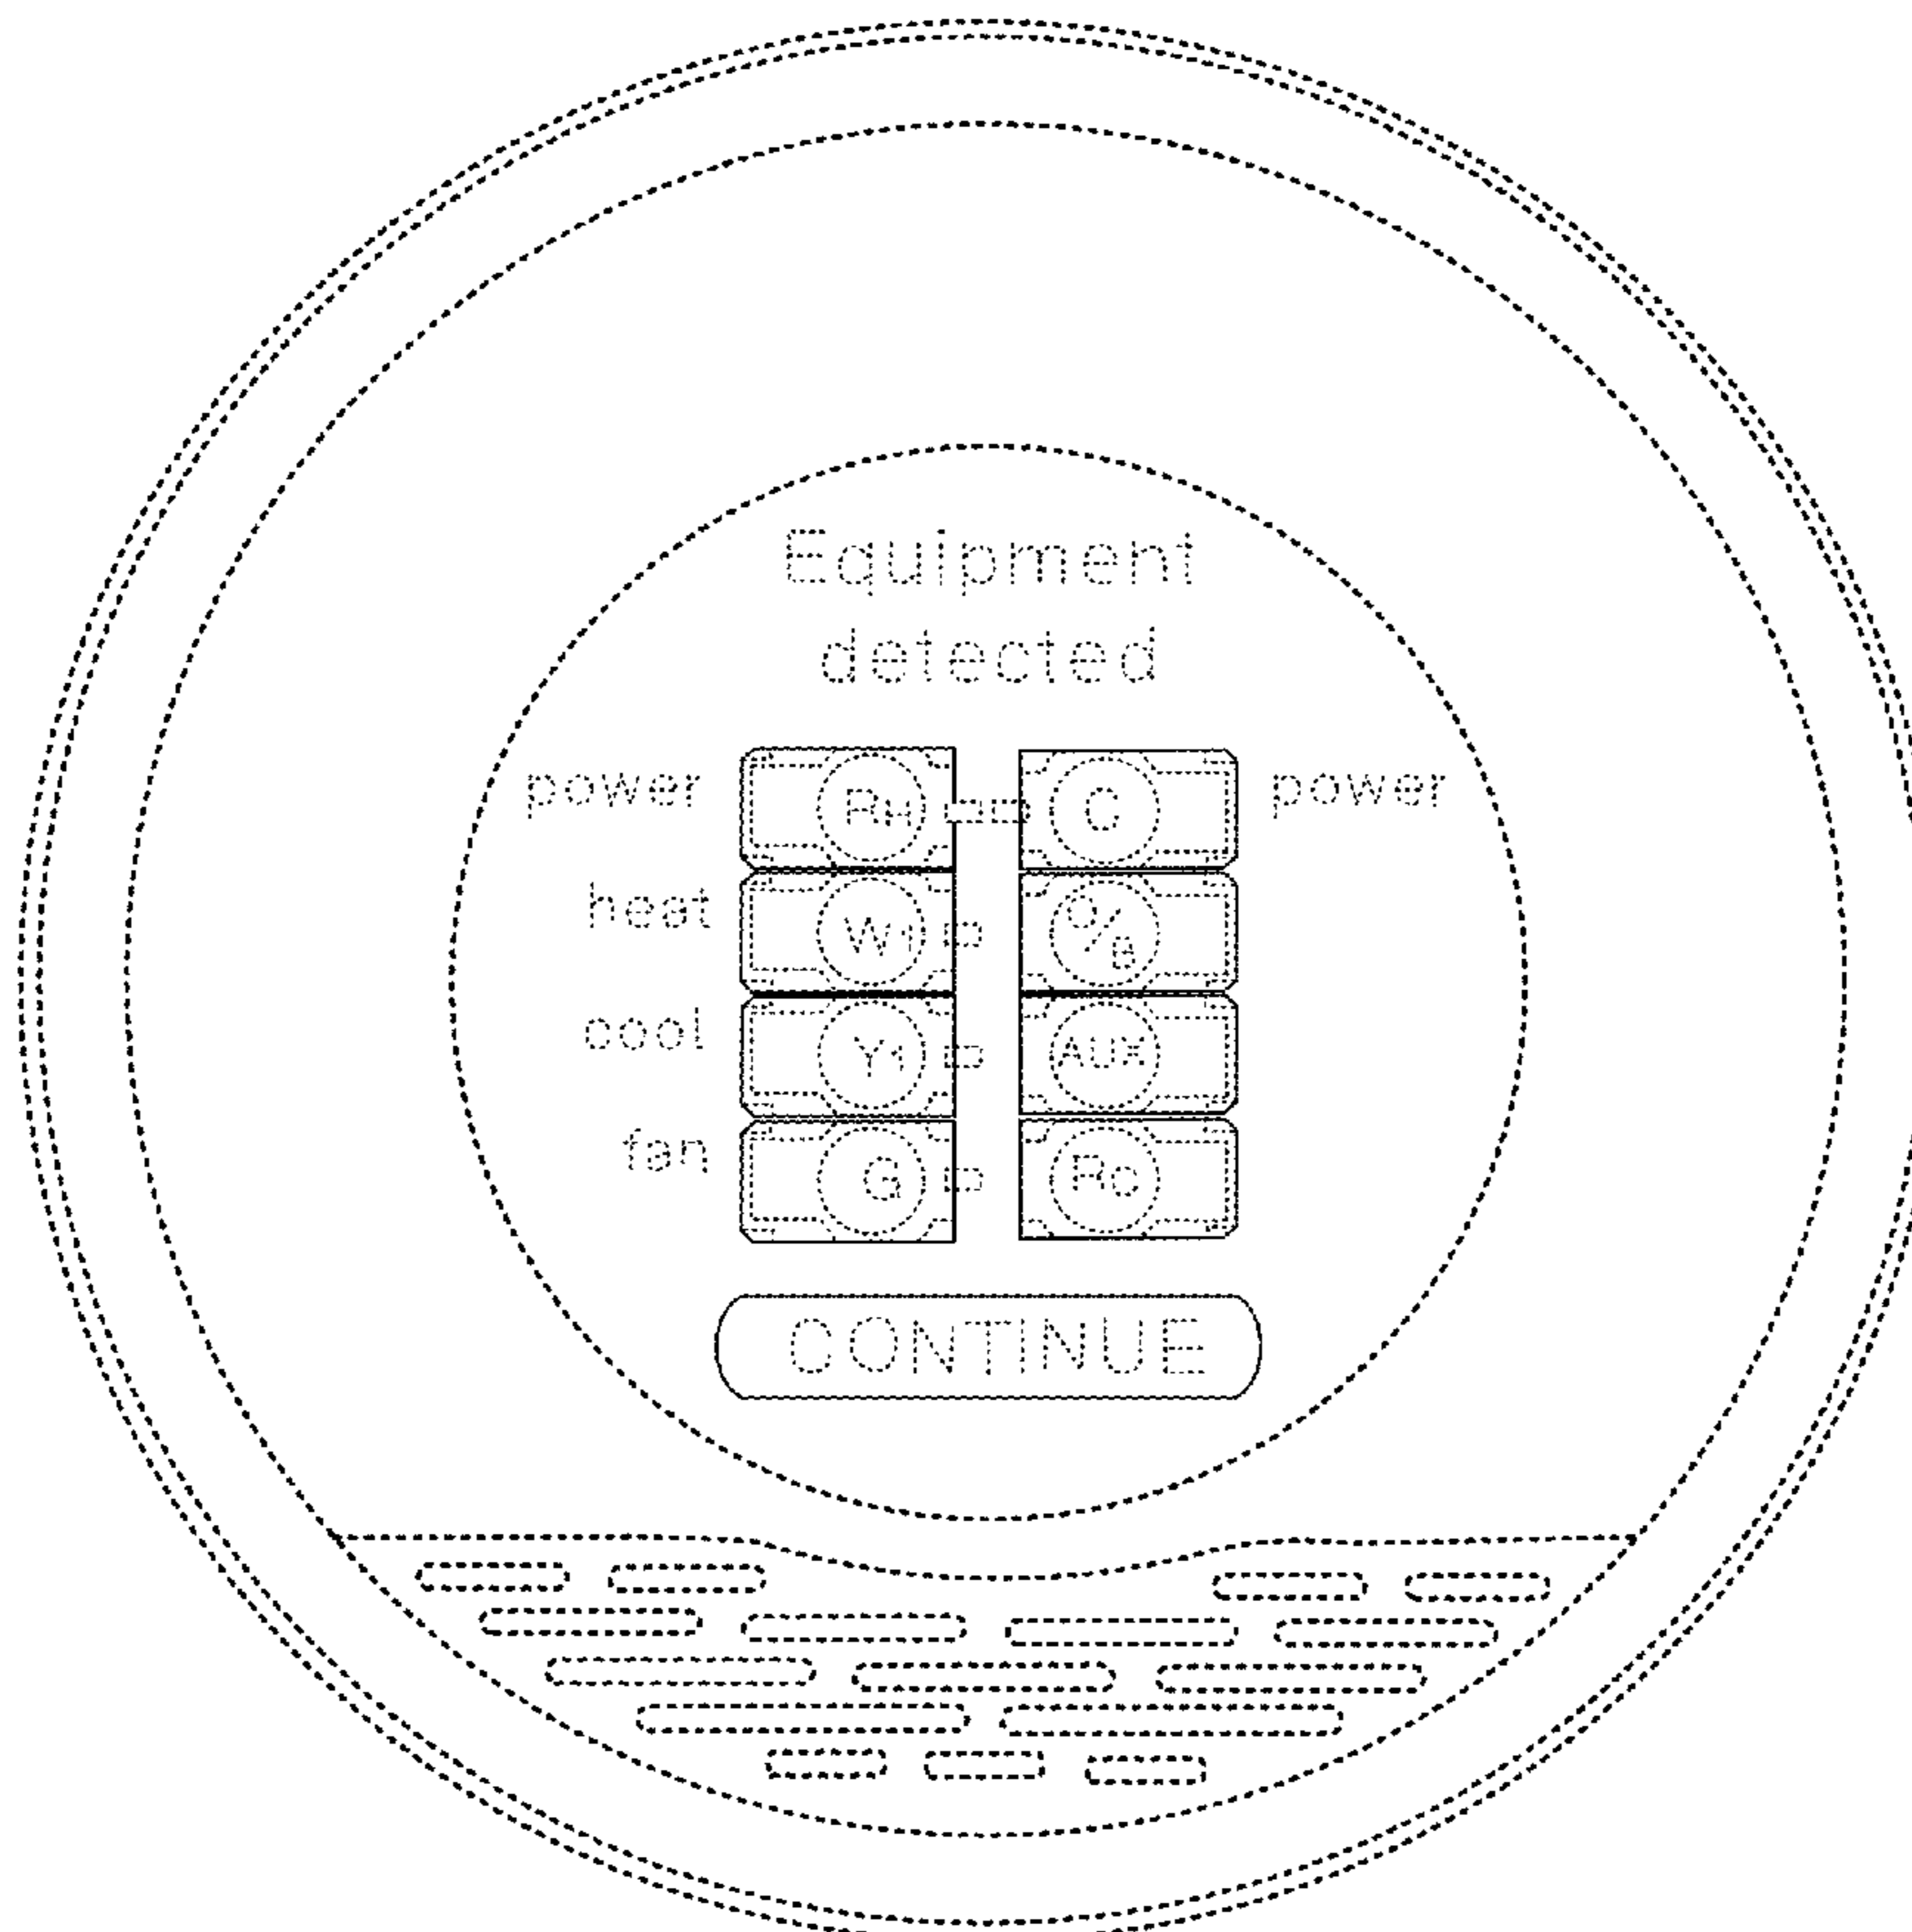 Equipment
detected
power RH C power
heat W1 O/B
cool Y1 AUX
fan G RC
CONTINUE